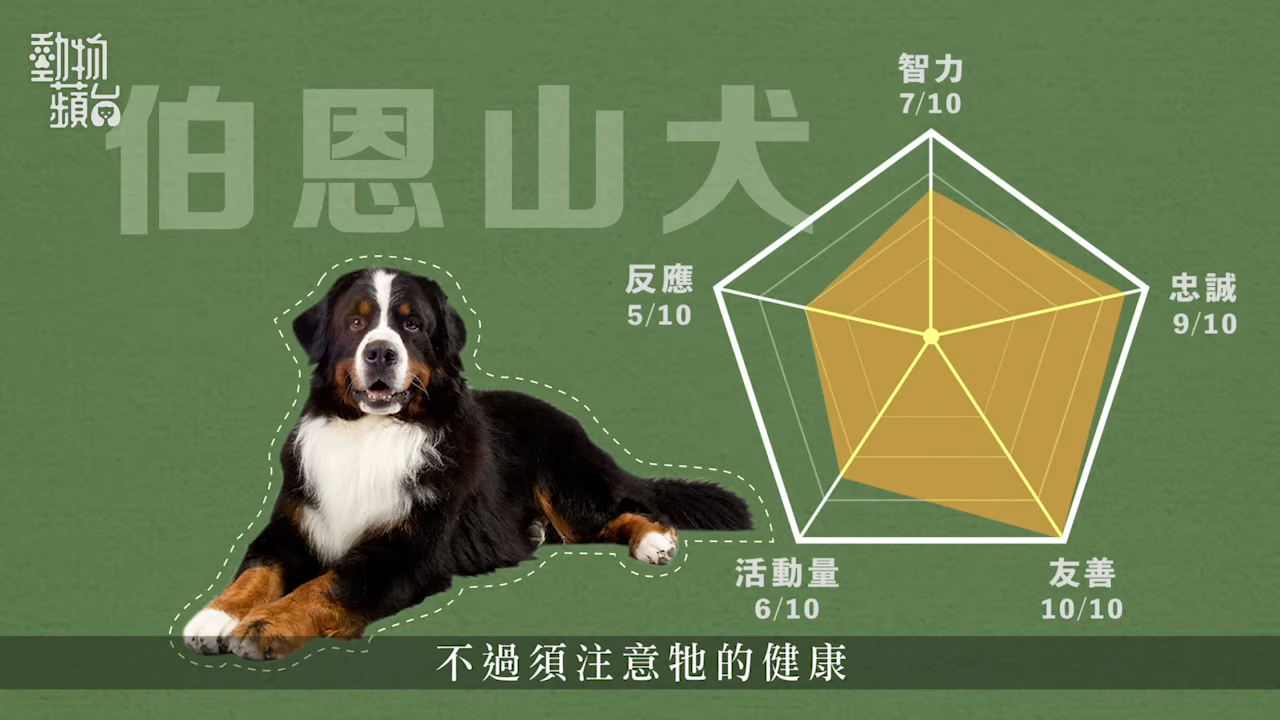 動物
蘋台
伯恩山犬
智力
7/10
反應
5/10
忠誠
9/10
活動量
6/10
友善
10/10
不過須注意牠的健康